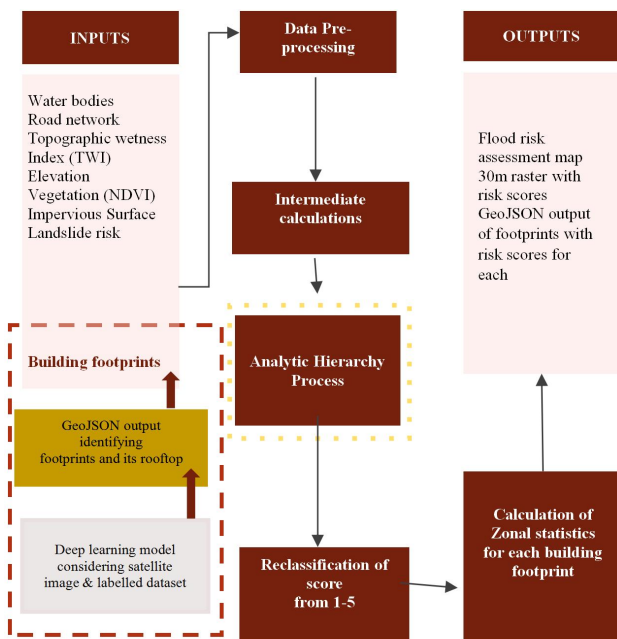 INPUTS
Water bodies
Road network
Topographic wetness
Index (TWI)
Elevation
Vegetation (NDVI)
Impervious Surface
Landslide risk
Building footprints
GeoJSON output
identifying
footprints and its rooftop
Deep learning model
considering satellite
image & labelled dataset
Data Pre-
processing
Intermediate
calculations
Analytic Hierarchy
Process
Reclassification of
score
from 1-5
Calculation of
Zonal statistics
for each building
footprint
OUTPUTS
Flood risk
assessment map
30m raster with
risk scores
GeoJSON output
of footprints with
risk scores for
each